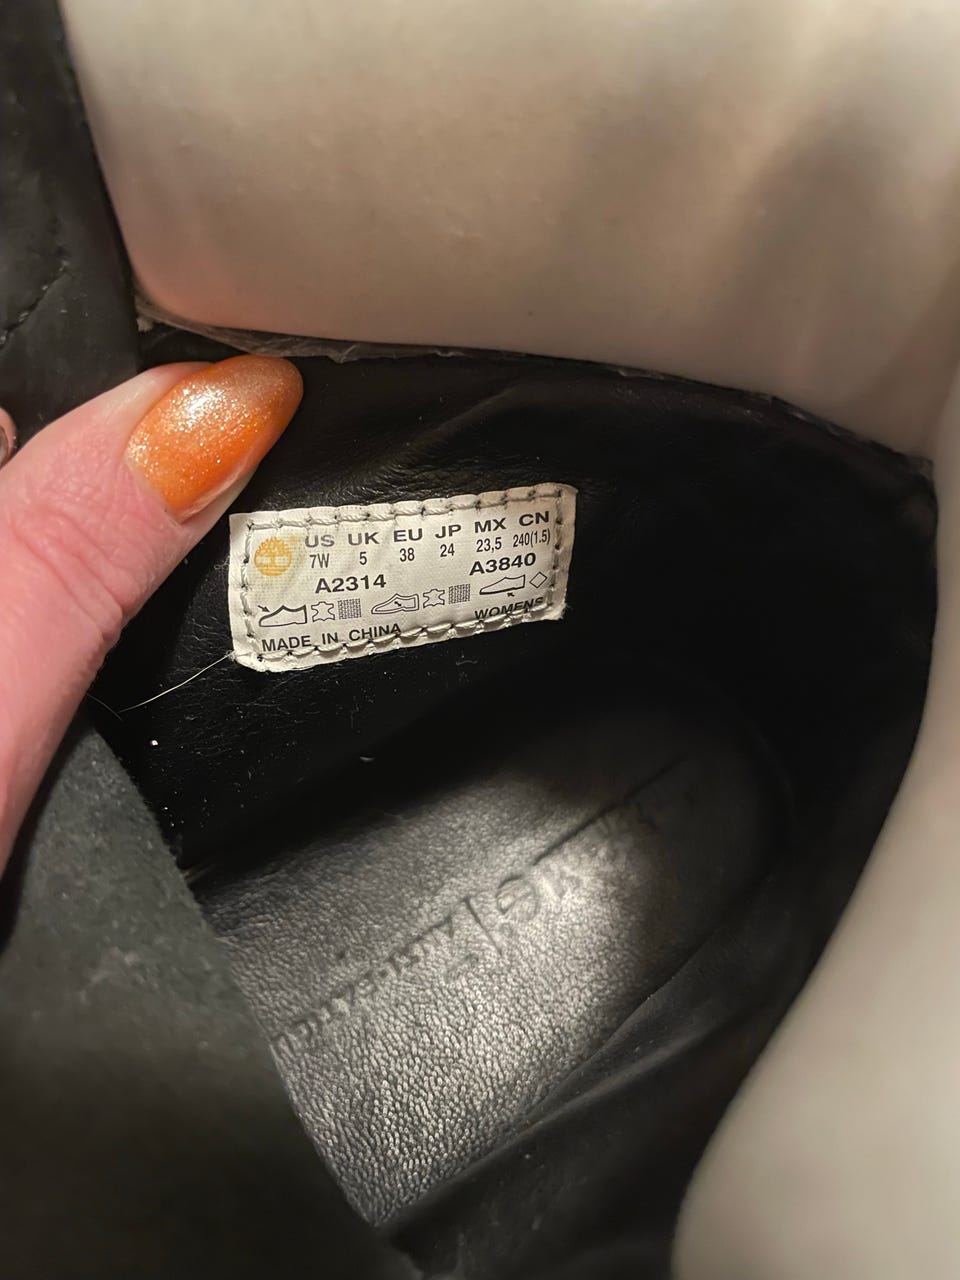 US UK EU JP MX CN
7W 5 38 24 23,5 240(1.5)
A2314 A3840
WOMENS
MADE IN CHINA